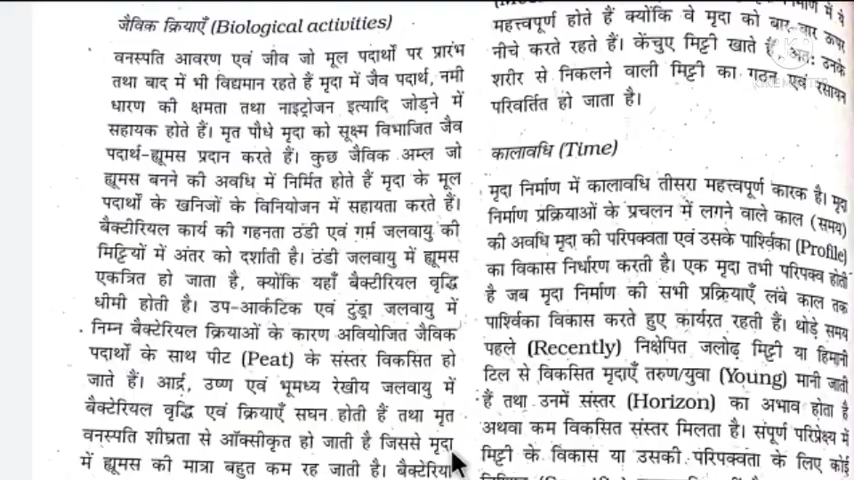 जैविक क्रियाएँ (Biological activities)
वनस्पति आवरण एवं जीव जो मूल पदार्थों पर प्रारंभ
तथा बाद में भी विद्यमान रहते हैं मृदा में जैव पदार्थ, नमी
धारण की क्षमता तथा नाइट्रोजन इत्यादि जोड़ने में
सहायक होते हैं। मृत पौधे मृदा को सूक्ष्म विभाजित जैव
पदार्थ-ह्यूमस प्रदान करते हैं। कुछ जैविक अम्ल जो
ह्यूमस बनने की अवधि में निर्मित होते हैं मृदा के मूल
पदार्थों के खनिजों के विनियोजन में सहायता करते हैं।
बैक्टीरियल कार्य की गहनता ठंडी एवं गर्म जलवायु की
मिट्टियों में अंतर को दर्शाती है। ठंडी जलवायु में ह्यूमस
एकत्रित हो जाता है, क्योंकि यहाँ बैक्टीरियल वृद्धि
धीमी होती है। उप-आर्कटिक एवं टुंड्रा जलवायु में
निम्न बैक्टेरियल क्रियाओं के कारण अवियोजित जैविक
पदार्थों के साथ पीट (Peat) के संस्तर विकसित हो
जाते हैं। आर्द्र, उष्ण एवं भूमध्य रेखीय जलवायु में
बैक्टेरियल वृद्धि एवं क्रियाएँ सघन होती हैं तथा मृत
वनस्पति शीघ्रता से ऑक्सीकृत हो जाती है जिससे मृदा
में ह्यूमस की मात्रा बहुत कम रह जाती है। बैक्टेरिया
महत्त्वपूर्ण होते हैं क्योंकि वे मृदा को बार-बार ऊपर
नीचे करते रहते हैं। केंचुए मिट्टी खाते हैं, अतः उनके
शरीर से निकलने वाली मिट्टी का गठन एवं रसायन
परिवर्तित हो जाता है।
कालावधि (Time)
मृदा निर्माण में कालावधि तीसरा महत्त्वपूर्ण कारक है। मृदा
निर्माण प्रक्रियाओं के प्रचलन में लगने वाले काल (समय)
की अवधि मृदा की परिपक्वता एवं उसके पार्श्विका (Profile)
का विकास निर्धारण करती है। एक मृदा तभी परिपक्व होती
है जब मृदा निर्माण की सभी प्रक्रियाएँ लंबे काल तक
पार्श्विका विकास करते हुए कार्यरत रहती हैं। थोड़े समय
पहले (Recently) निक्षेपित जलोढ़ मिट्टी या हिमानी
टिल से विकसित मृदाएँ तरुण/युवा (Young) मानी जाती
हैं तथा उनमें संस्तर (Horizon) का अभाव होता है
अथवा कम विकसित संस्तर मिलता है। संपूर्ण परिप्रेक्ष्य में
मिट्टी के विकास या उसकी परिपक्वता के लिए कोई